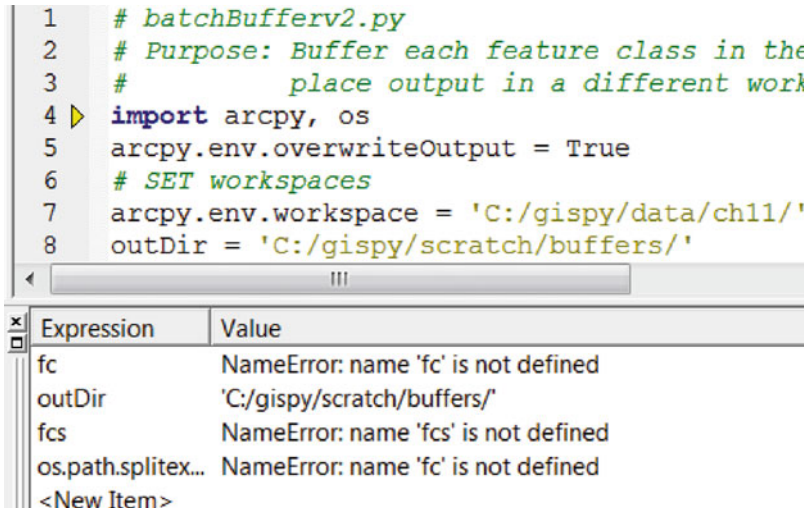 1 # batchBufferv2.py
2 # Purpose: Buffer each feature class in the
3 # place output in a different work
4 import arcpy, os
5 arcpy.env.overwriteOutput = True
6 # SET workspaces
7 arcpy.env.workspace = 'C:/gispy/data/ch11/'
8 outDir = 'C:/gispy/scratch/buffers/'
Expression Value
fc NameError: name 'fc' is not defined
outDir 'C:/gispy/scratch/buffers/'
fcs NameError: name 'fcs' is not defined
os.path.splitex... NameError: name 'fc' is not defined
<New Item>